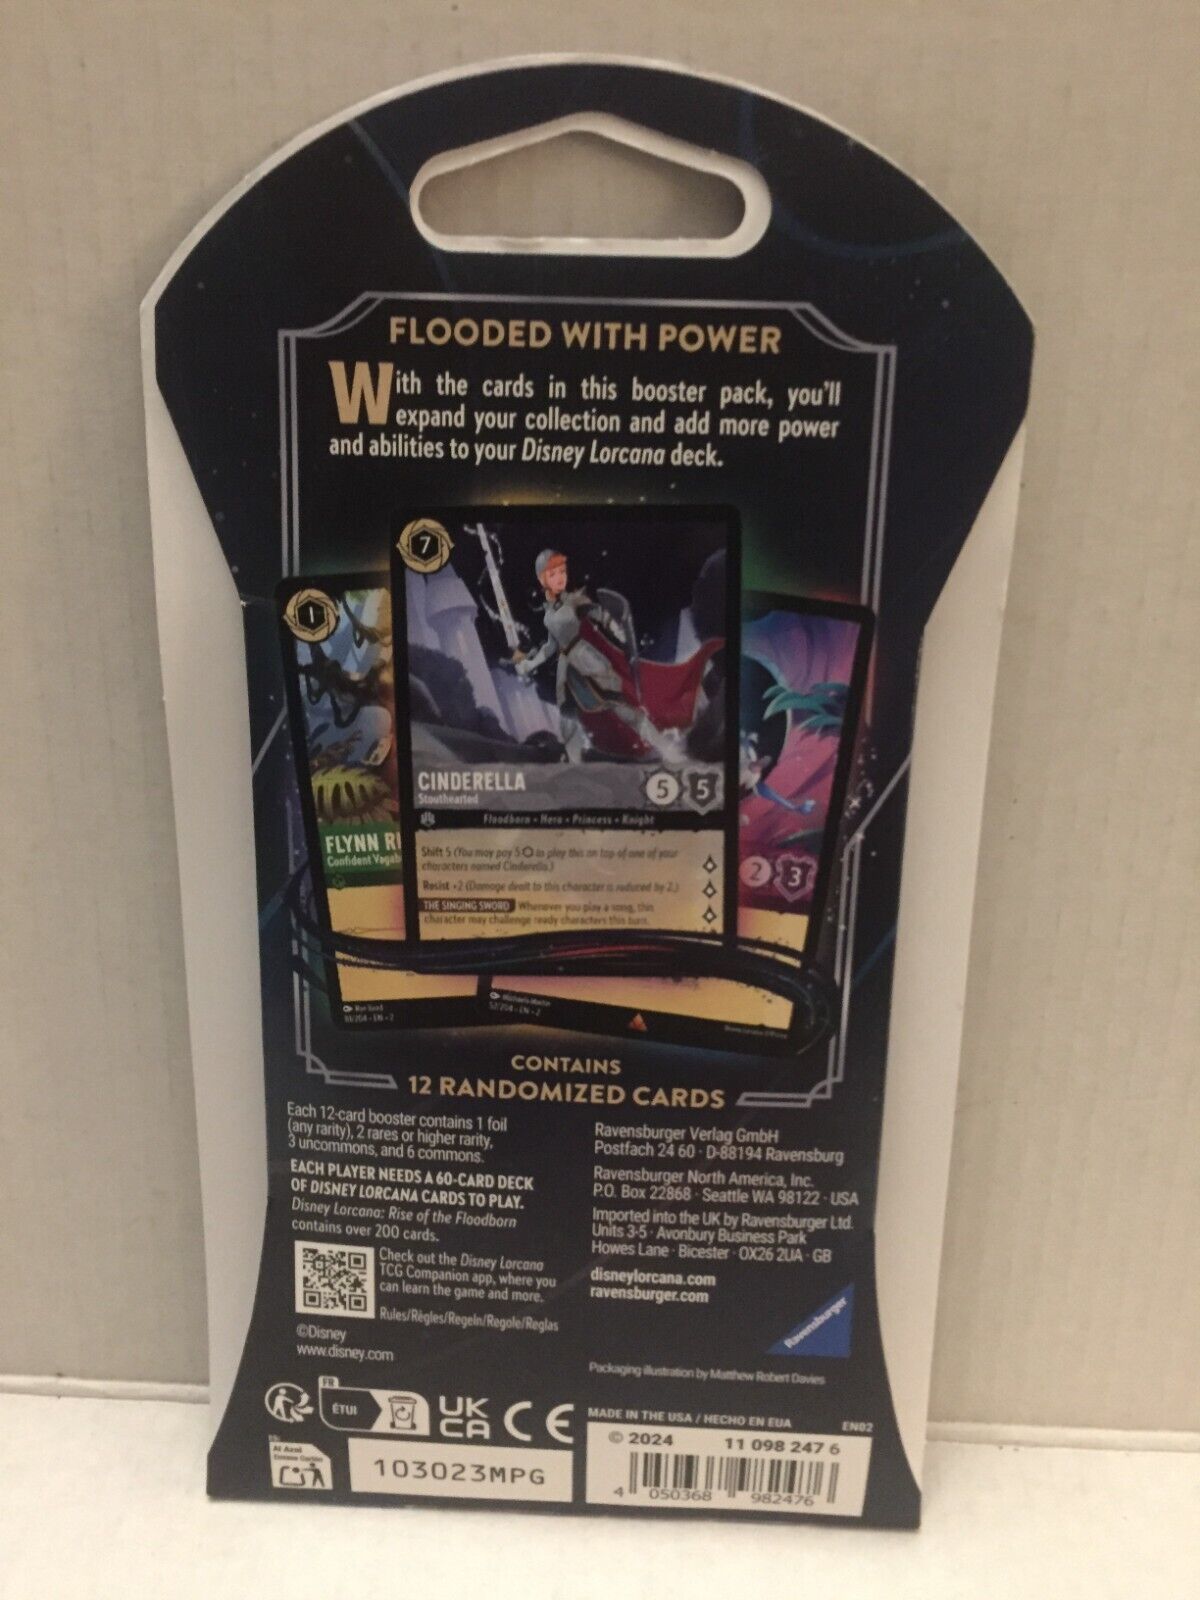 FLOODED WITH POWER
With the cards in this booster pack, you'll
expand your collection and add more power
and abilities to your Disney Lorcana deck.
7
1
CINDERELLA
Stouthearted
5 5
Floodborn • Hero • Princess • Knight
Shift 5 (You may pay 5 to play this on top of one of your
characters named Cinderella.)
Resist +2 (Damage dealt to this character is reduced by 2.)
THE SINGING SWORD Whenever you play a song, this
character may challenge ready characters this turn.
FLYNN RI
Confident Vagab
2 3
/204 • EN • 2
52/204 • EN • 2
CONTAINS
12 RANDOMIZED CARDS
Each 12-card booster contains 1 foil
(any rarity), 2 rares or higher rarity,
3 uncommons, and 6 commons.
EACH PLAYER NEEDS A 60-CARD DECK
OF DISNEY LORCANA CARDS TO PLAY.
Disney Lorcana: Rise of the Floodborn
contains over 200 cards.
Check out the Disney Lorcana
TCG Companion app, where you
can learn the game and more.
Rules/Règles/Regeln/Regole/Reglas
©Disney
www.disney.com
Ravensburger Verlag GmbH
Postfach 24 60 · D-88194 Ravensburg
Ravensburger North America, Inc.
P.O. Box 22868 · Seattle WA 98122 · USA
Imported into the UK by Ravensburger Ltd.
Units 3-5 · Avonbury Business Park
Howes Lane · Bicester · OX26 2UA · GB
disneylorcana.com
ravensburger.com
Ravensburger
Packaging illustration by Matthew Robert Davies
FR
ÉTUI
UK
CA
CE
MADE IN THE USA / HECHO EN EUA
EN02
Al Azul
103023MPG
© 2024 11 098 247 6
4 050368 982476